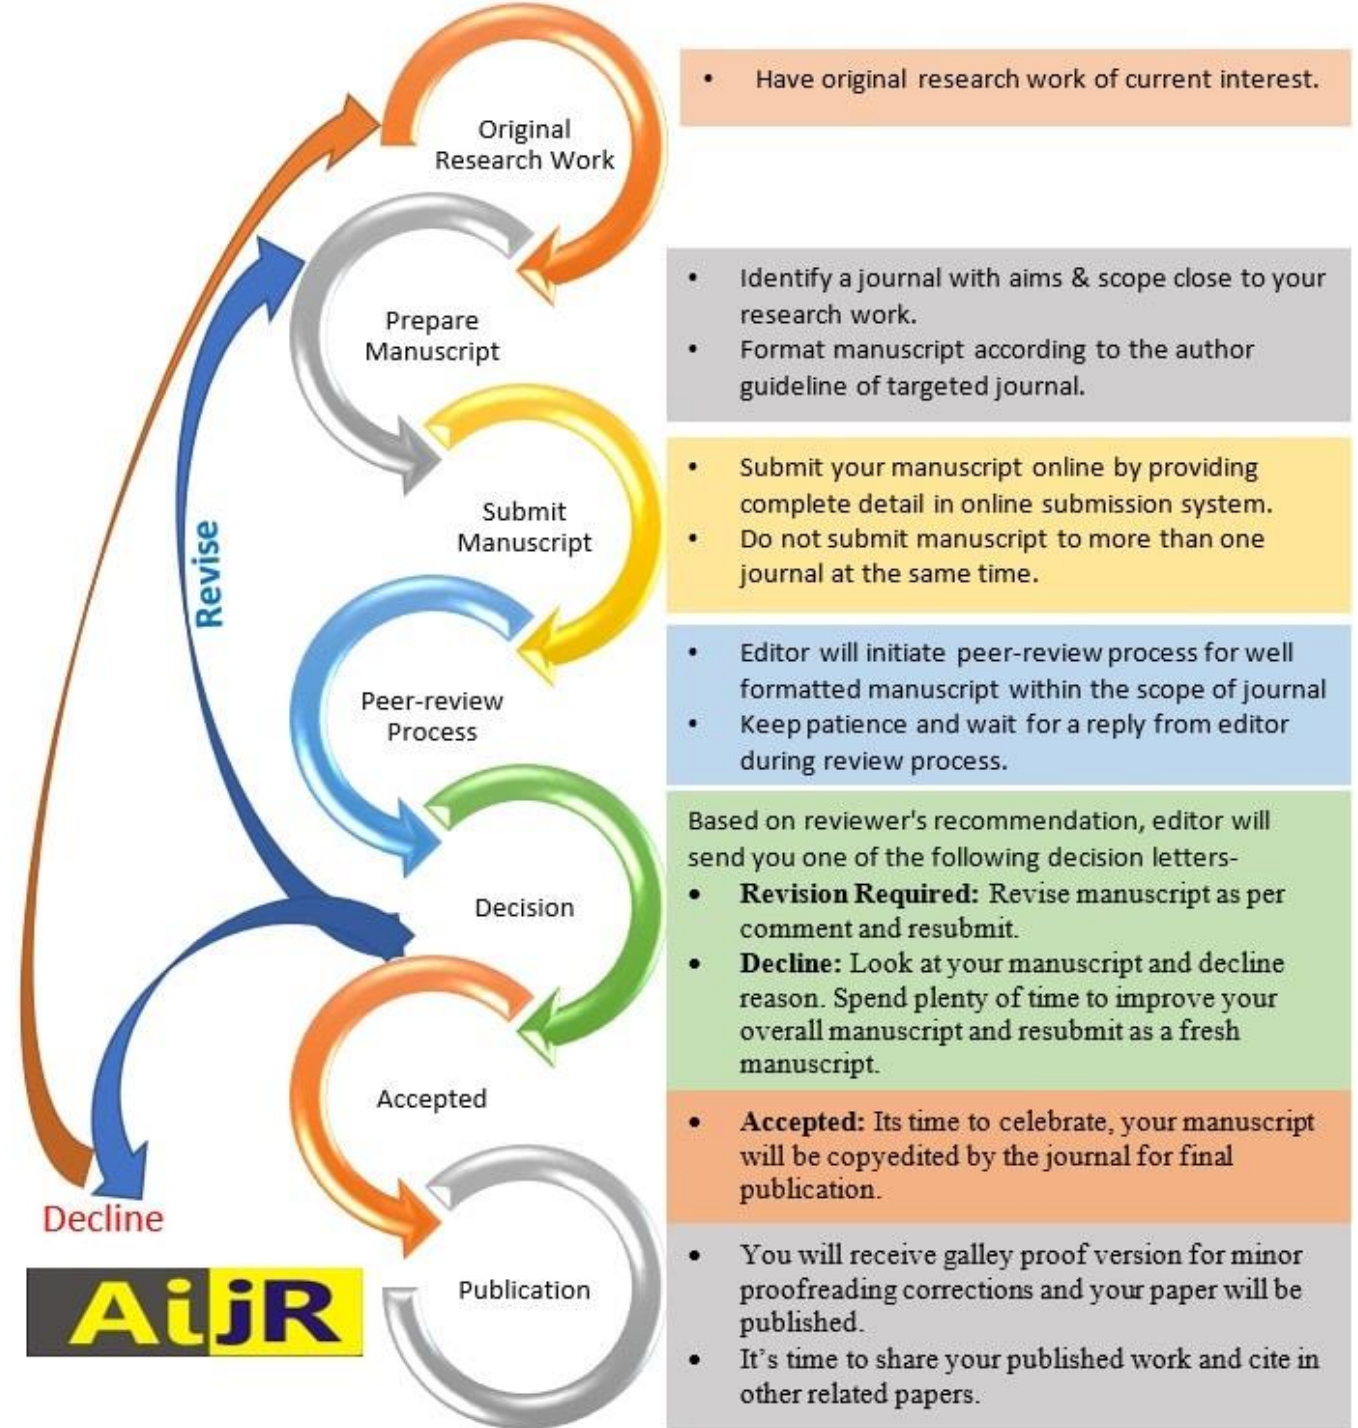 Original
Research Work
• Have original research work of current interest.
Prepare
Manuscript
• Identify a journal with aims & scope close to your
research work.
• Format manuscript according to the author
guideline of targeted journal.
Submit
Manuscript
• Submit your manuscript online by providing
complete detail in online submission system.
• Do not submit manuscript to more than one
journal at the same time.
Revise
Peer-review
Process
• Editor will initiate peer-review process for well
formatted manuscript within the scope of journal
• Keep patience and wait for a reply from editor
during review process.
Decision
Based on reviewer's recommendation, editor will
send you one of the following decision letters-
• Revision Required: Revise manuscript as per
comment and resubmit.
• Decline: Look at your manuscript and decline
reason. Spend plenty of time to improve your
overall manuscript and resubmit as a fresh
manuscript.
Accepted
• Accepted: Its time to celebrate, your manuscript
will be copyedited by the journal for final
publication.
Decline
Publication
• You will receive galley proof version for minor
proofreading corrections and your paper will be
published.
• It’s time to share your published work and cite in
other related papers.
AijR